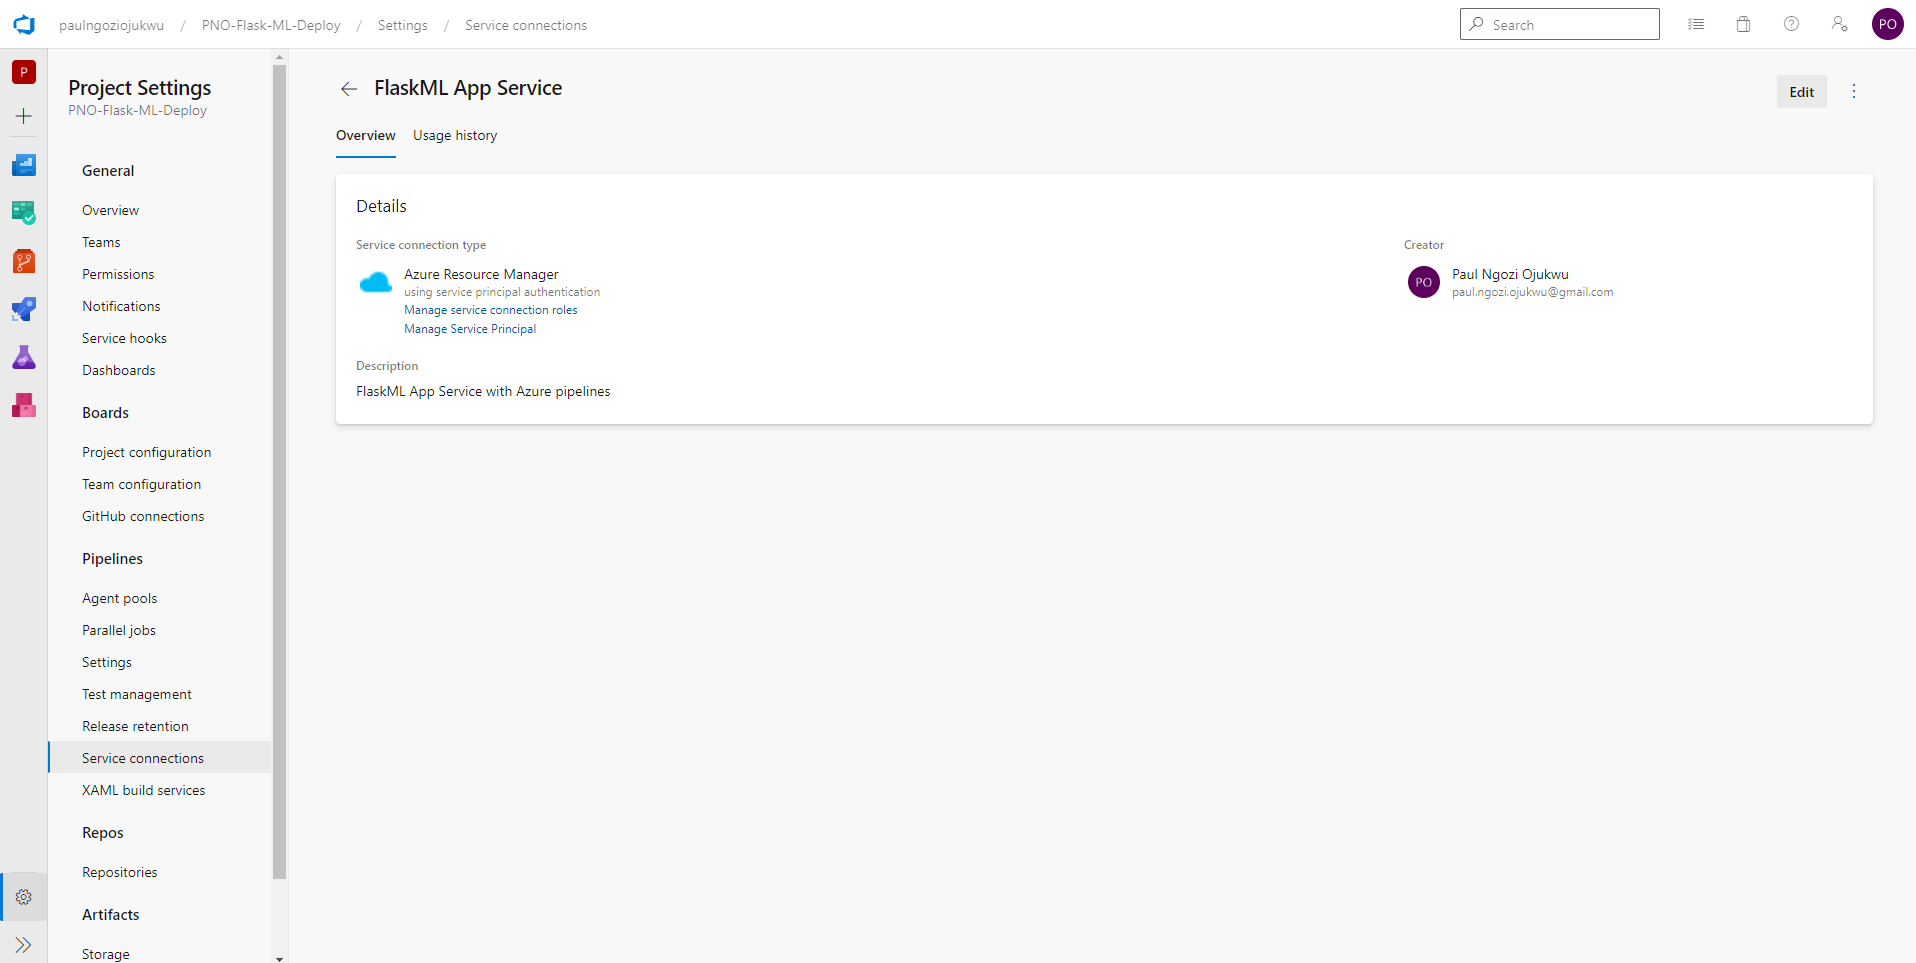 paulngoziojukwu / PNO-Flask-ML-Deploy / Settings / Service connections
Search
PO
P
Project Settings
PNO-Flask-ML-Deploy
General
Overview
Teams
Permissions
Notifications
Service hooks
Dashboards
Boards
Project configuration
Team configuration
GitHub connections
Pipelines
Agent pools
Parallel jobs
Settings
Test management
Release retention
Service connections
XAML build services
Repos
Repositories
Artifacts
Storage
FlaskML App Service
Edit
Overview
Usage history
Details
Service connection type
Azure Resource Manager
using service principal authentication
Manage service connection roles
Manage Service Principal
Creator
PO
Paul Ngozi Ojukwu
paul.ngozi.ojukwu@gmail.com
Description
FlaskML App Service with Azure pipelines